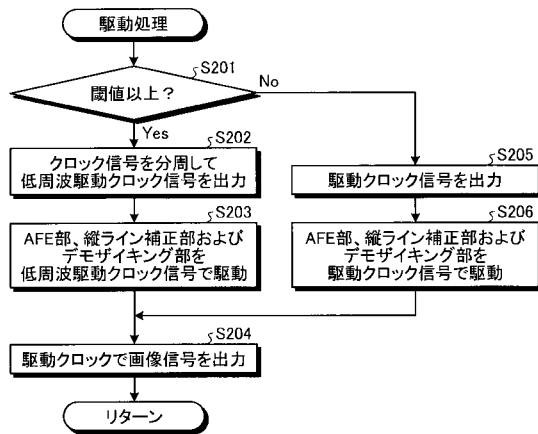 駆動処理
S201
閾値以上?
No
Yes
S202
クロック信号を分周して
低周波駆動クロック信号を出力
S205
駆動クロック信号を出力
S203
AFE部、縦ライン補正部および
デモザイキング部を
低周波駆動クロック信号で駆動
S206
AFE部、縦ライン補正部および
デモザイキング部を
駆動クロック信号で駆動
S204
駆動クロックで画像信号を出力
リターン